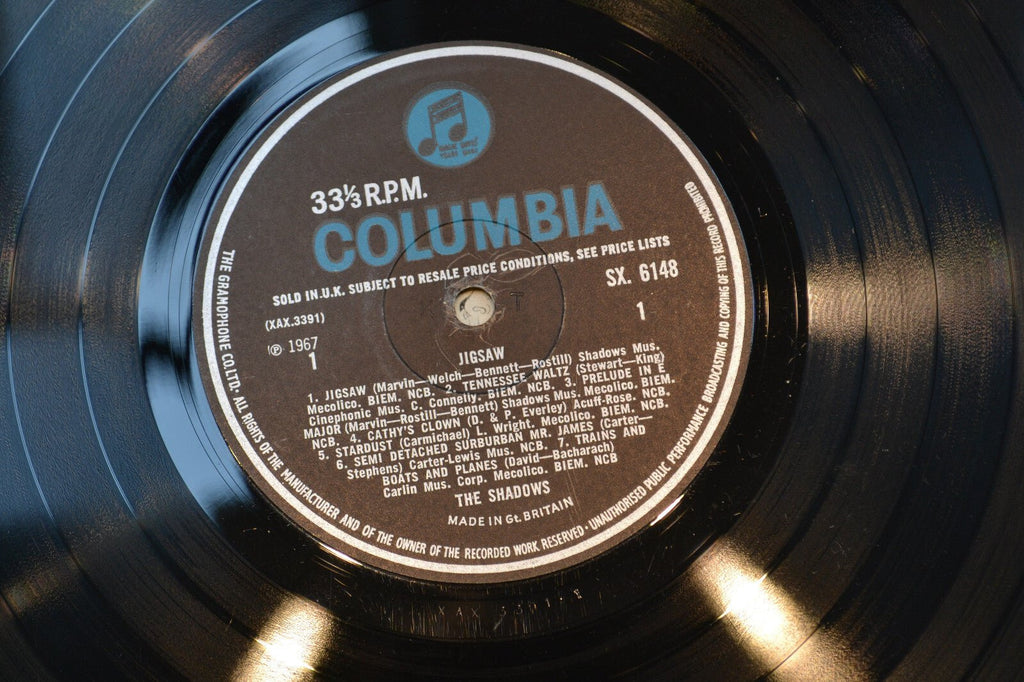 33⅓ R.P.M.
COLUMBIA
SOLD IN U.K. SUBJECT TO RESALE PRICE CONDITIONS, SEE PRICE LISTS
SX. 6148
(XAX.3391)
1
Ⓟ 1967
1
JIGSAW
1. JIGSAW (Marvin—Welch—Bennett—Rostill) Shadows Mus.
Mecolico. BIEM. NCB. 2. TENNESSEE WALTZ (Stewart—King)
Cinephonic Mus. C. Connelly. BIEM. NCB. 3. PRELUDE IN E
MAJOR (Marvin—Rostill—Bennett) Shadows Mus. Mecolico. BIEM.
NCB. 4. CATHY'S CLOWN (D. & P. Everley) Acuff-Rose. NCB.
5. STARDUST (Carmichael) L. Wright. Mecolico. BIEM. NCB.
6. SEMI DETACHED SURBURBAN MR. JAMES (Carter—
Stephens) Carter-Lewis Mus. NCB. 7. TRAINS AND
BOATS AND PLANES (David—Bacharach)
Carlin Mus. Corp. Mecolico. BIEM. NCB
THE SHADOWS
MADE IN Gt. BRITAIN
THE GRAMOPHONE CO. LTD. · ALL RIGHTS OF THE MANUFACTURER AND OF THE OWNER OF THE RECORDED WORK RESERVED · UNAUTHORISED PUBLIC PERFORMANCE BROADCASTING AND COPYING OF THIS RECORD PROHIBITED